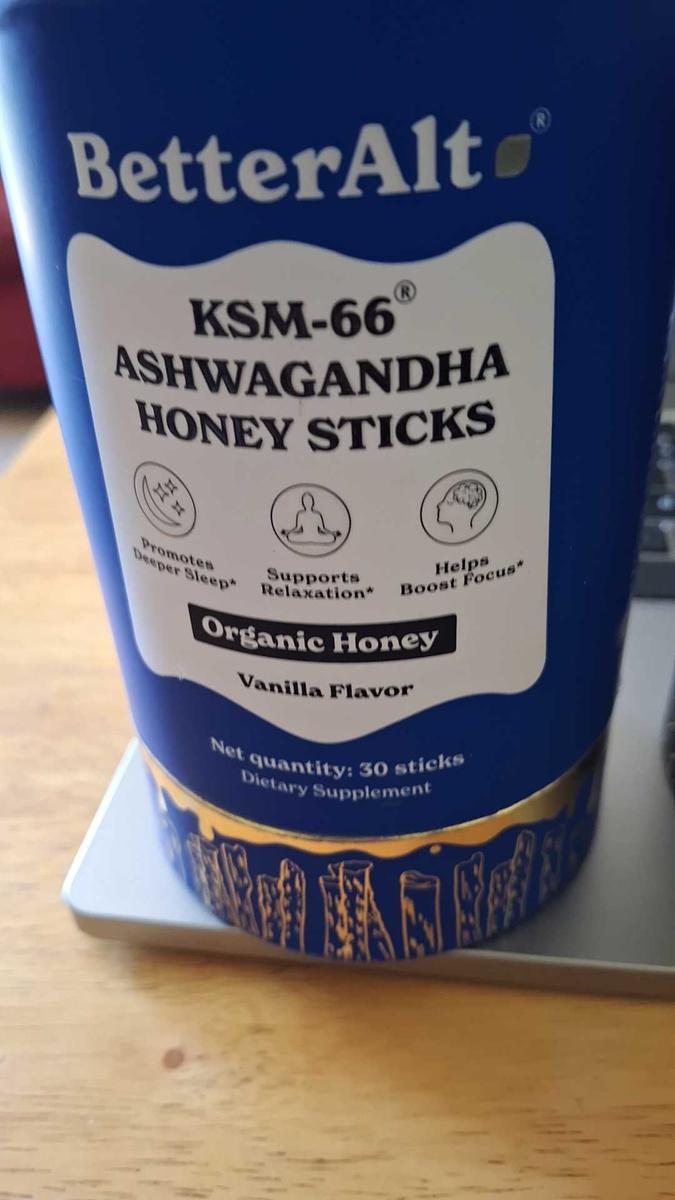 BetterAlt®
KSM-66®
ASHWAGANDHA
HONEY STICKS
Promotes
Deeper Sleep*
Supports
Relaxation*
Helps
Boost Focus*
Organic Honey
Vanilla Flavor
Net quantity: 30 sticks
Dietary Supplement